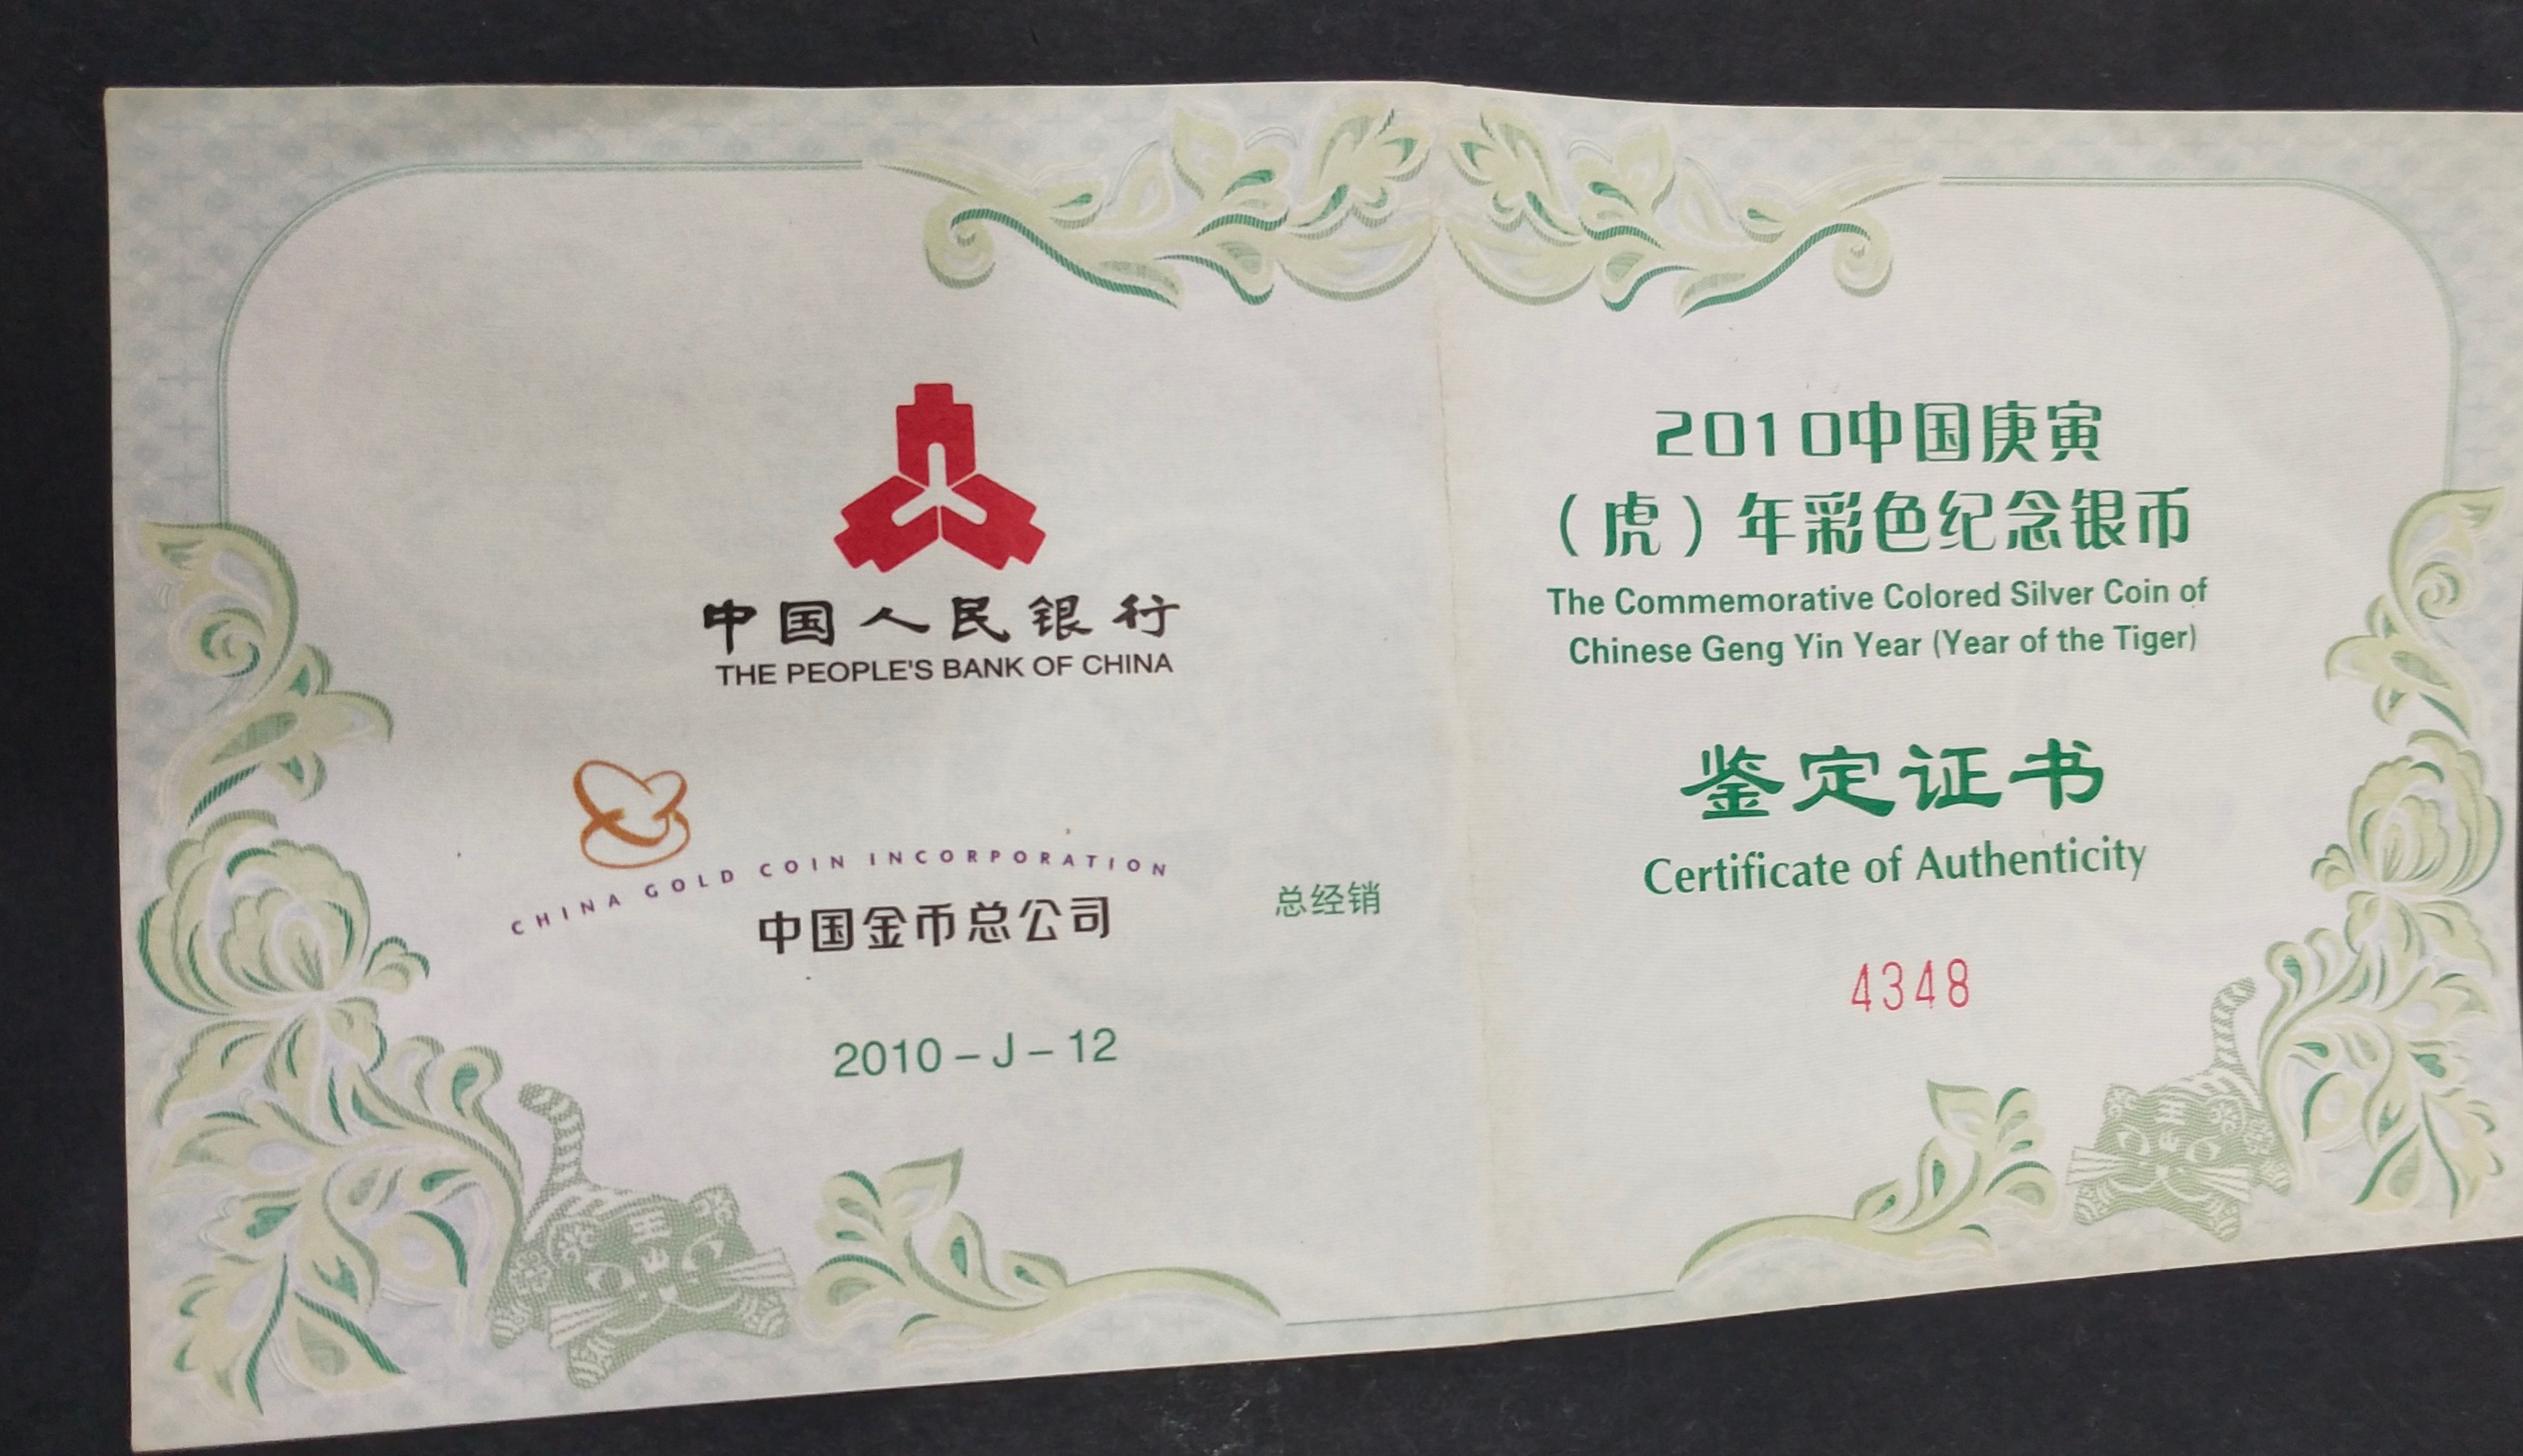 中国人民银行
THE PEOPLE'S BANK OF CHINA
CHINA GOLD COIN INCORPORATION
中国金币总公司
总经销
2010－J－12
2010中国庚寅
（虎）年彩色纪念银币
The Commemorative Colored Silver Coin of
Chinese Geng Yin Year (Year of the Tiger)
鉴定证书
Certificate of Authenticity
4348